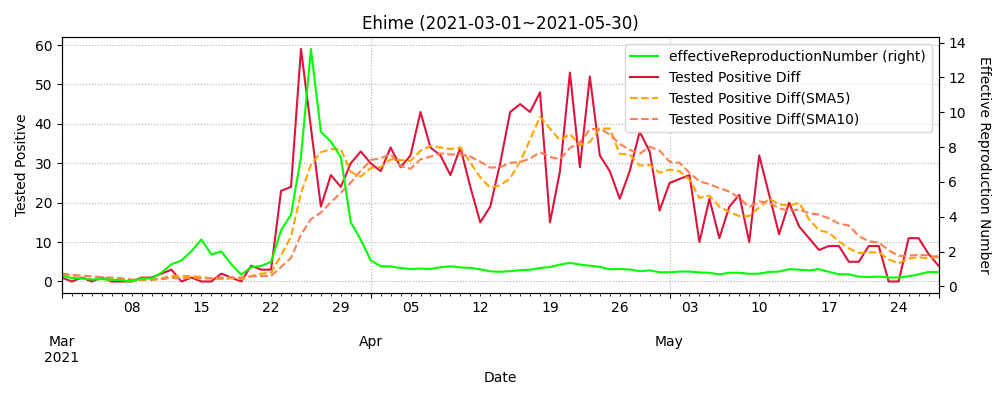 Ehime (2021-03-01~2021-05-30)
effectiveReproductionNumber (right)
Tested Positive Diff
Tested Positive Diff(SMA5)
Tested Positive Diff(SMA10)
Tested Positive
60
50
40
30
20
10
0
14
12
10
8
6
4
2
0
Effective Reproduction Number
08 15 22 29 05 12 19 26 03 10 17 24
Mar Apr May
2021
Date